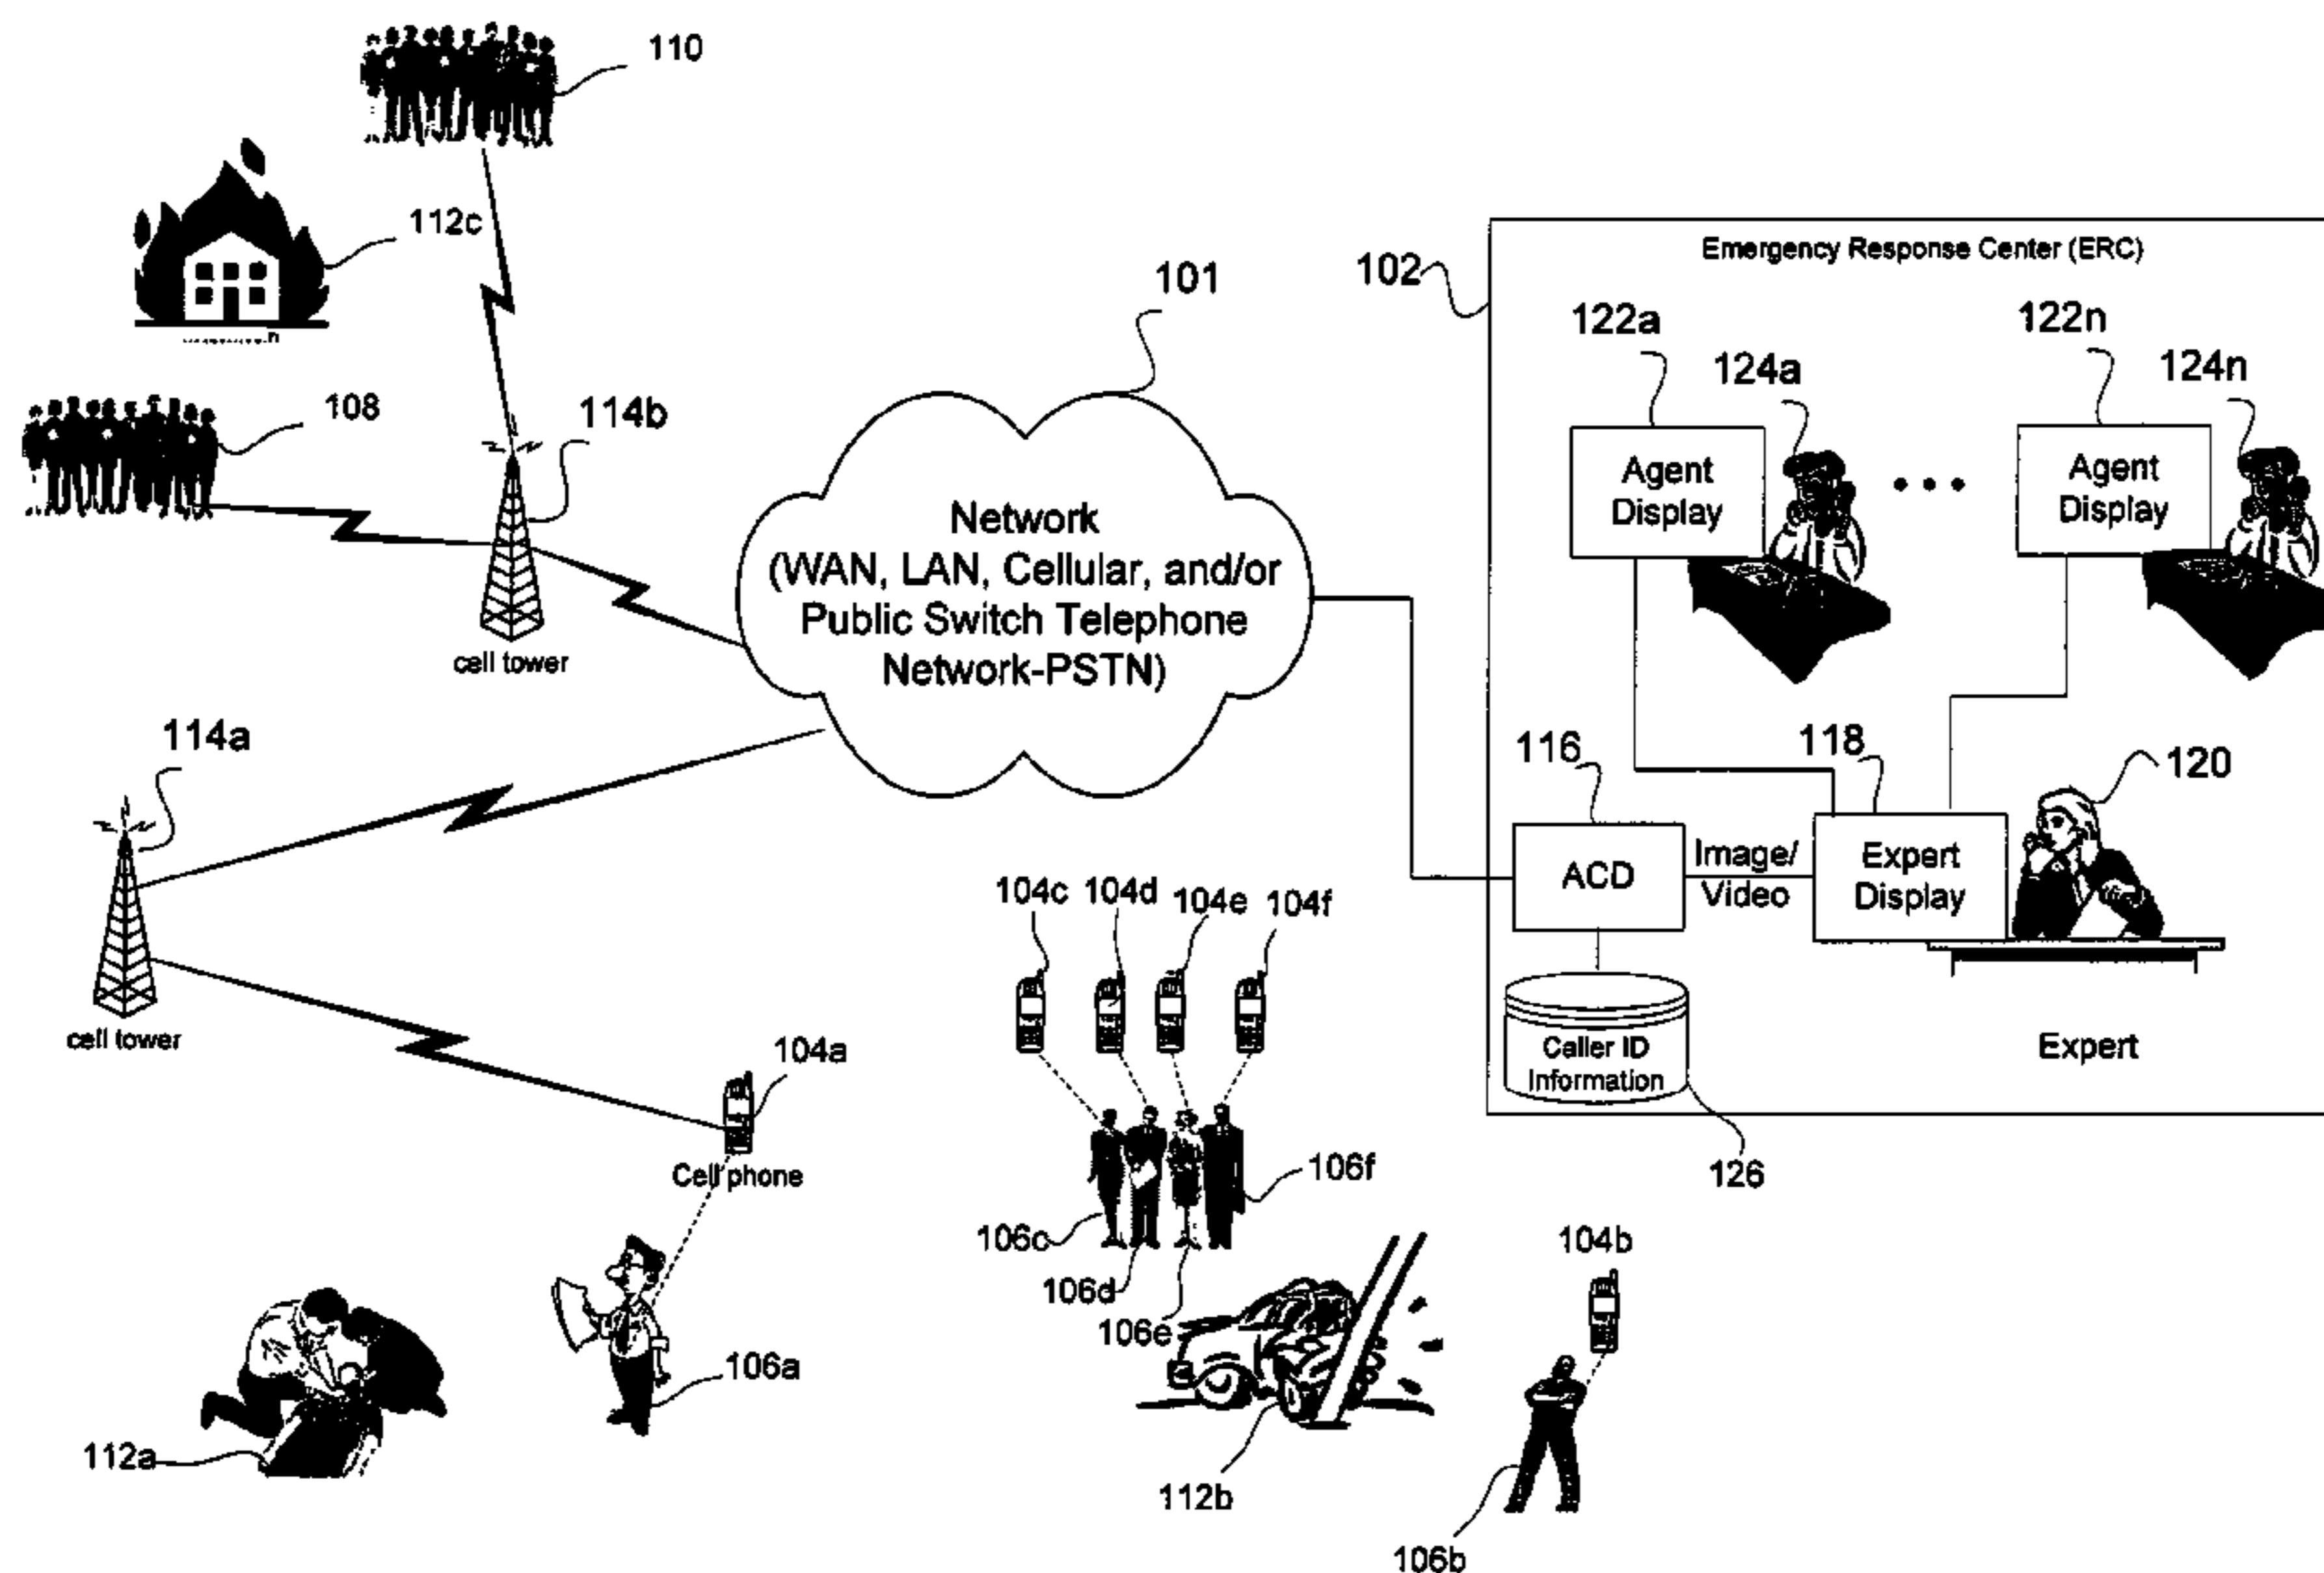 110
112c
108
114b
cell tower
101
Network
(WAN, LAN, Cellular, and/or
Public Switch Telephone
Network-PSTN)
102
Emergency Response Center (ERC)
122a
124a
122n
124n
Agent
Display
Agent
Display
116
118
120
ACD
Image/
Video
Expert
Display
Caller ID
Information
Expert
126
114a
cell tower
104a
Cell phone
104c
104d
104e
104f
106c
106d
106e
106f
112a
106a
112b
104b
106b